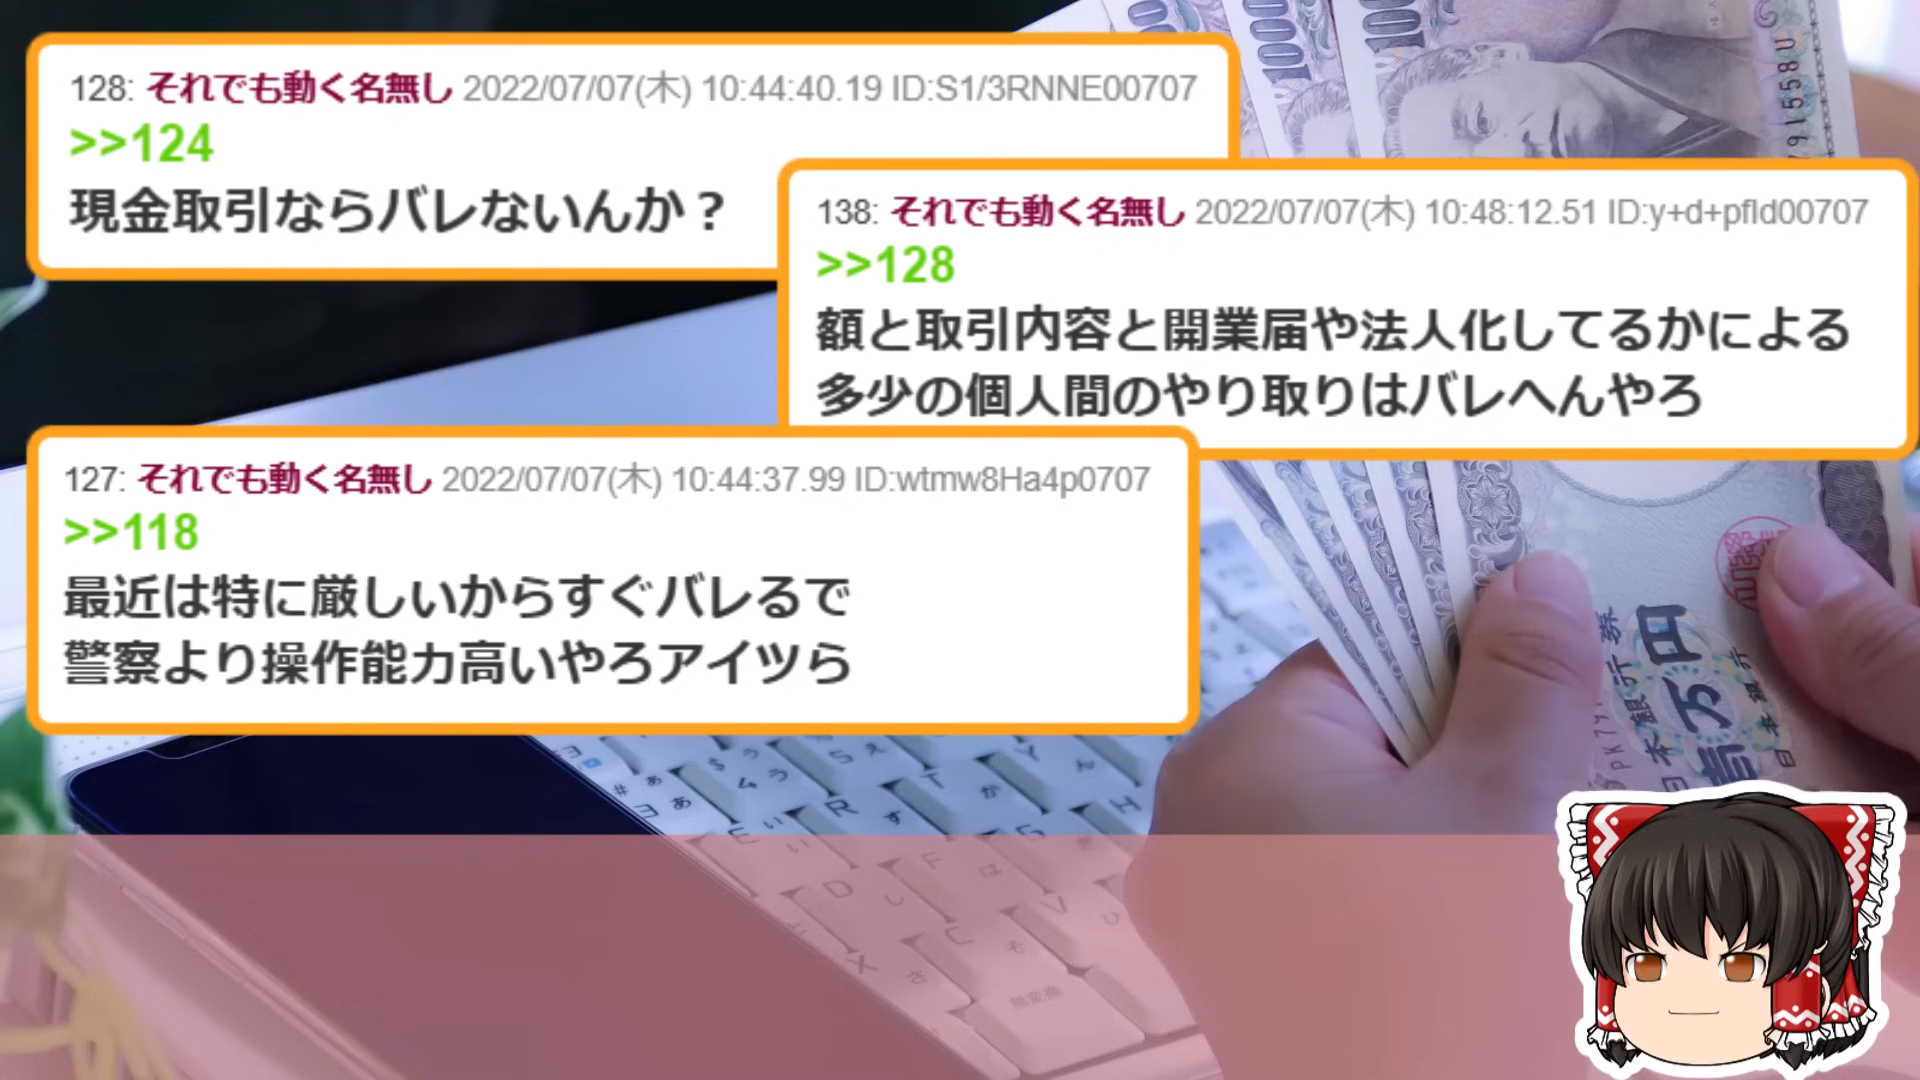 128: それでも動く名無し 2022/07/07(木) 10:44:40.19 ID:S1/3RNNE00707
>>124
現金取引ならバレないんか？
138: それでも動く名無し 2022/07/07(木) 10:48:12.51 ID:y+d+pfld00707
>>128
額と取引内容と開業届や法人化してるかによる
多少の個人間のやり取りはバレへんやろ
127: それでも動く名無し 2022/07/07(木) 10:44:37.99 ID:wtmw8Ha4p0707
>>118
最近は特に厳しいからすぐバレるで
警察より操作能力高いやろアイツら